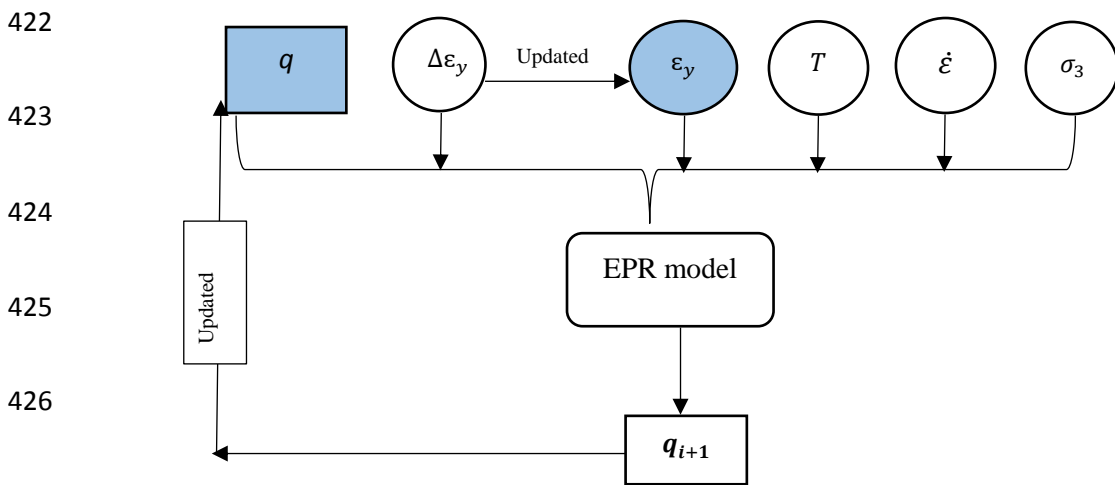 422
q
Δε_y
Updated
ε_y
T
ε̇
σ_3
423
424
EPR model
Updated
425
426
q_{i+1}